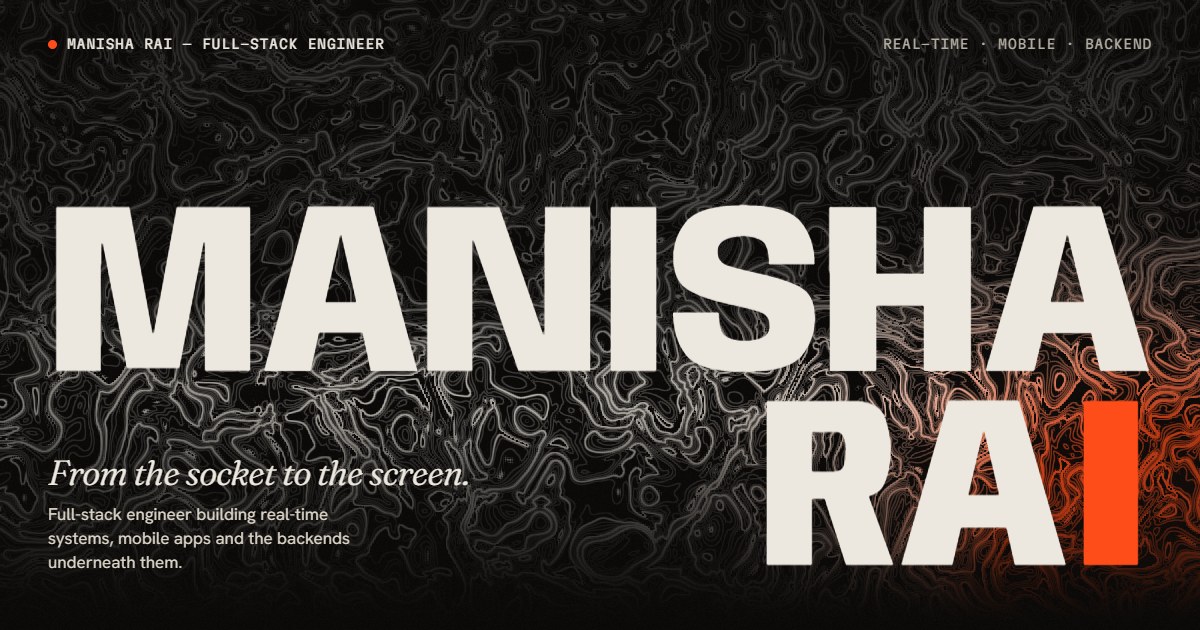 MANISHA RAI — FULL-STACK ENGINEER
REAL-TIME · MOBILE · BACKEND
MANISHA
RAI
From the socket to the screen.
Full-stack engineer building real-time
systems, mobile apps and the backends
underneath them.